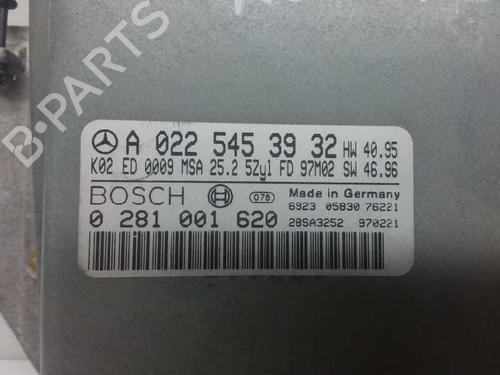 A 022 545 39 32 HW 40.95
K02 ED 0009 MSA 25.2 5Zyl FD 97M02 SW 46.96
BOSCH 076 Made in Germany
6923 05830 76221
0 281 001 620 28SA3252 970221
B-PARTS